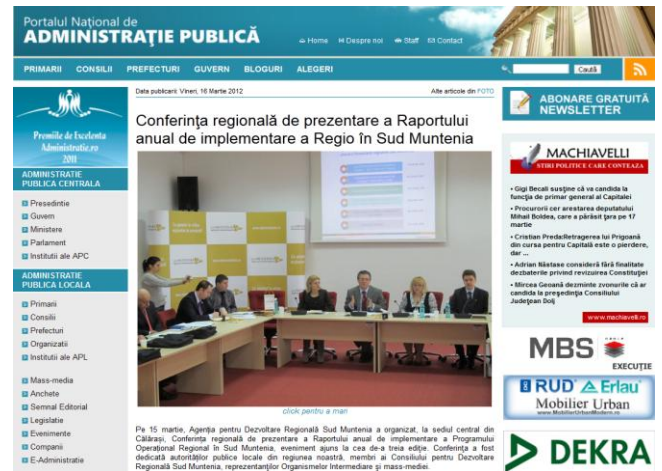 Portalul Național de
ADMINISTRAȚIE PUBLICĂ
Home Despre noi Staff Contact
PRIMARII CONSILII PREFECTURI GUVERN BLOGURI ALEGERI
Caută
Premiile de Excelenta
Administratie.ro
2011
ADMINISTRATIE
PUBLICA CENTRALA
Presedintie
Guvern
Ministere
Parlament
Institutii ale APC
ADMINISTRATIE
PUBLICA LOCALA
Primarii
Consilii
Prefecturi
Organizatii
Institutii ale APL
Mass-media
Anchete
Semnal Editorial
Legislatie
Evenimente
Companii
E-Administratie
Data publicarii: Vineri, 16 Martie 2012
Alte articole din FOTO
Conferinţa regională de prezentare a Raportului
anual de implementare a Regio în Sud Muntenia
click pentru a mari
Pe 15 martie, Agenţia pentru Dezvoltare Regională Sud Muntenia a organizat, la sediul central din
Călăraşi, Conferinţa regională de prezentare a Raportului anual de implementare a Programului
Operaţional Regional în Sud Muntenia, eveniment ajuns la cea de-a treia ediţie. Conferinţa a fost
dedicată autorităţilor publice locale din regiunea noastră, membri ai Consiliului pentru Dezvoltare
Regională Sud Muntenia, reprezentanţilor Organismelor Intermediare şi mass-mediei.
ABONARE GRATUITĂ
NEWSLETTER
MACHIAVELLI
STIRI POLITICE CARE CONTEAZA
• Gigi Becali susţine că va candida la
funcţia de primar general al Capitalei
• Procurorii cer arestarea deputatului
Mihail Boldea, care a părăsit ţara pe 17
martie
• Cristian Preda:Retragerea lui Prigoană
din cursa pentru Capitală este o pierdere,
dar ...
• Adrian Năstase consideră fără finalitate
dezbaterile privind revizuirea Constituţiei
• Mircea Geoană dezminte zvonurile că ar
candida la preşedinţia Consiliului
Judeţean Dolj
www.machiavelli.ro
MBS
EXECUŢIE
RUD Erlau
Mobilier Urban
www.MobilierUrbanModern.ro
DEKRA